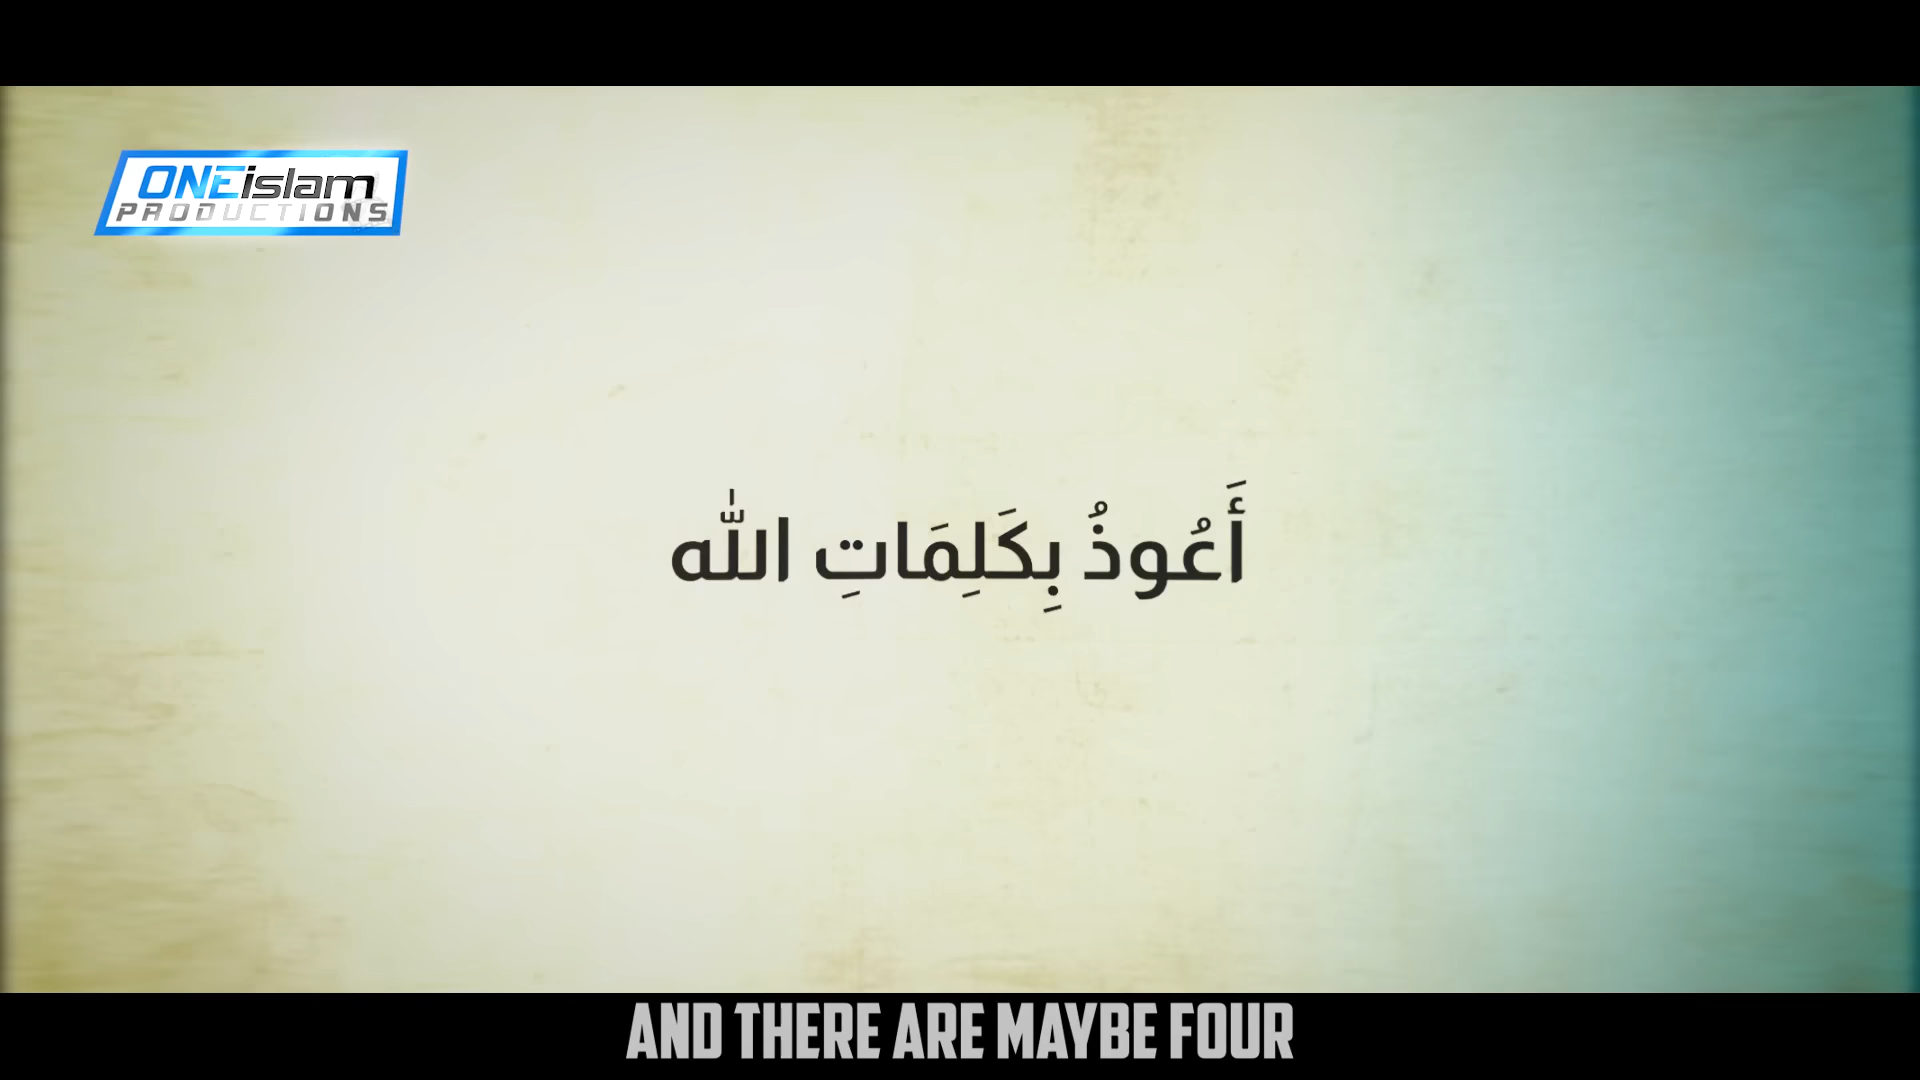 ONEislam
PRODUCTIONS
أَعُوذُ بِكَلِمَاتِ اللّٰه
AND THERE ARE MAYBE FOUR